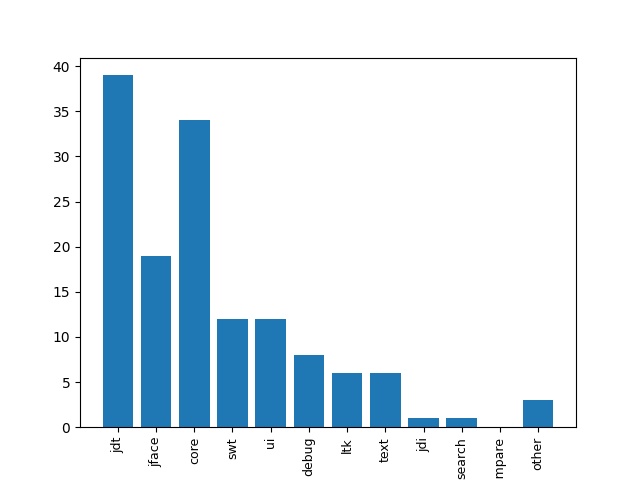 40
35
30
25
20
15
10
5
0
jdt
jface
core
swt
ui
debug
ltk
text
jdi
search
mpare
other